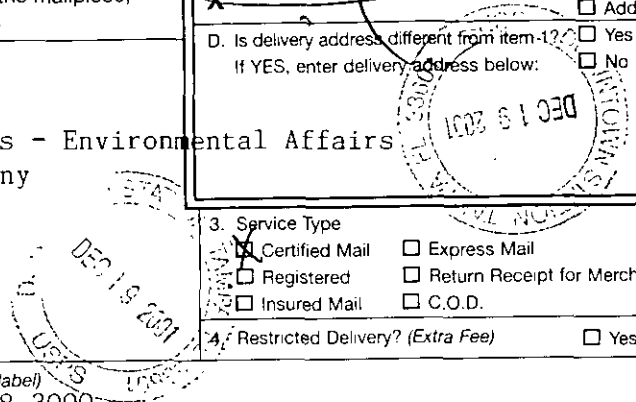 the mailpiece,
X
Add
D. Is delivery address different from item 1? Yes
If YES, enter delivery address below: No
s - Environmental Affairs
ny
DEC 19 2001
3. Service Type
Certified Mail Express Mail
Registered Return Receipt for Merch
Insured Mail C.O.D.
DEC 19 2001
USPS
4. Restricted Delivery? (Extra Fee) Yes
label)